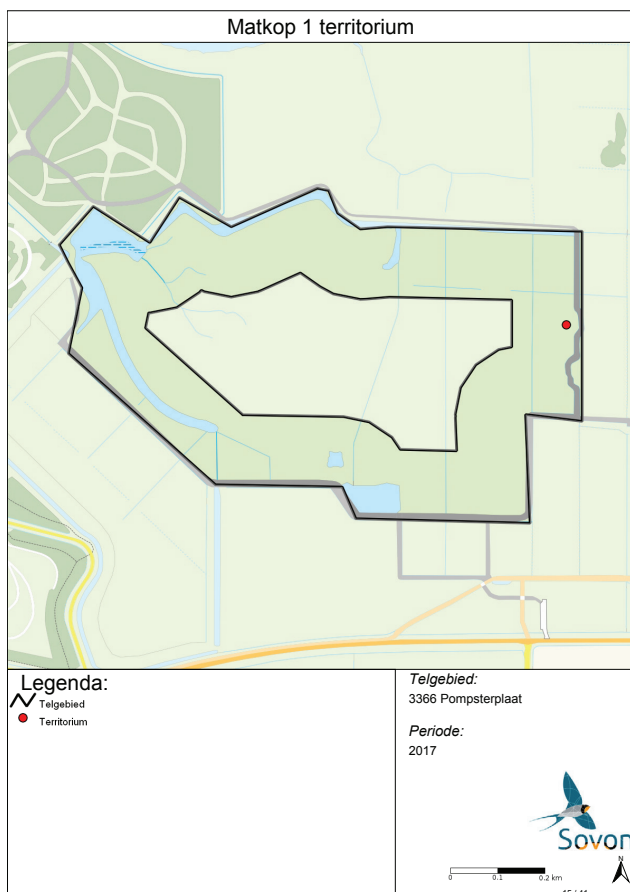 Matkop 1 territorium
Legenda:
Telgebied
Territorium
Telgebied:
3366 Pompsterplaat
Periode:
2017
Sovon
N
0 0.1 0.2 km